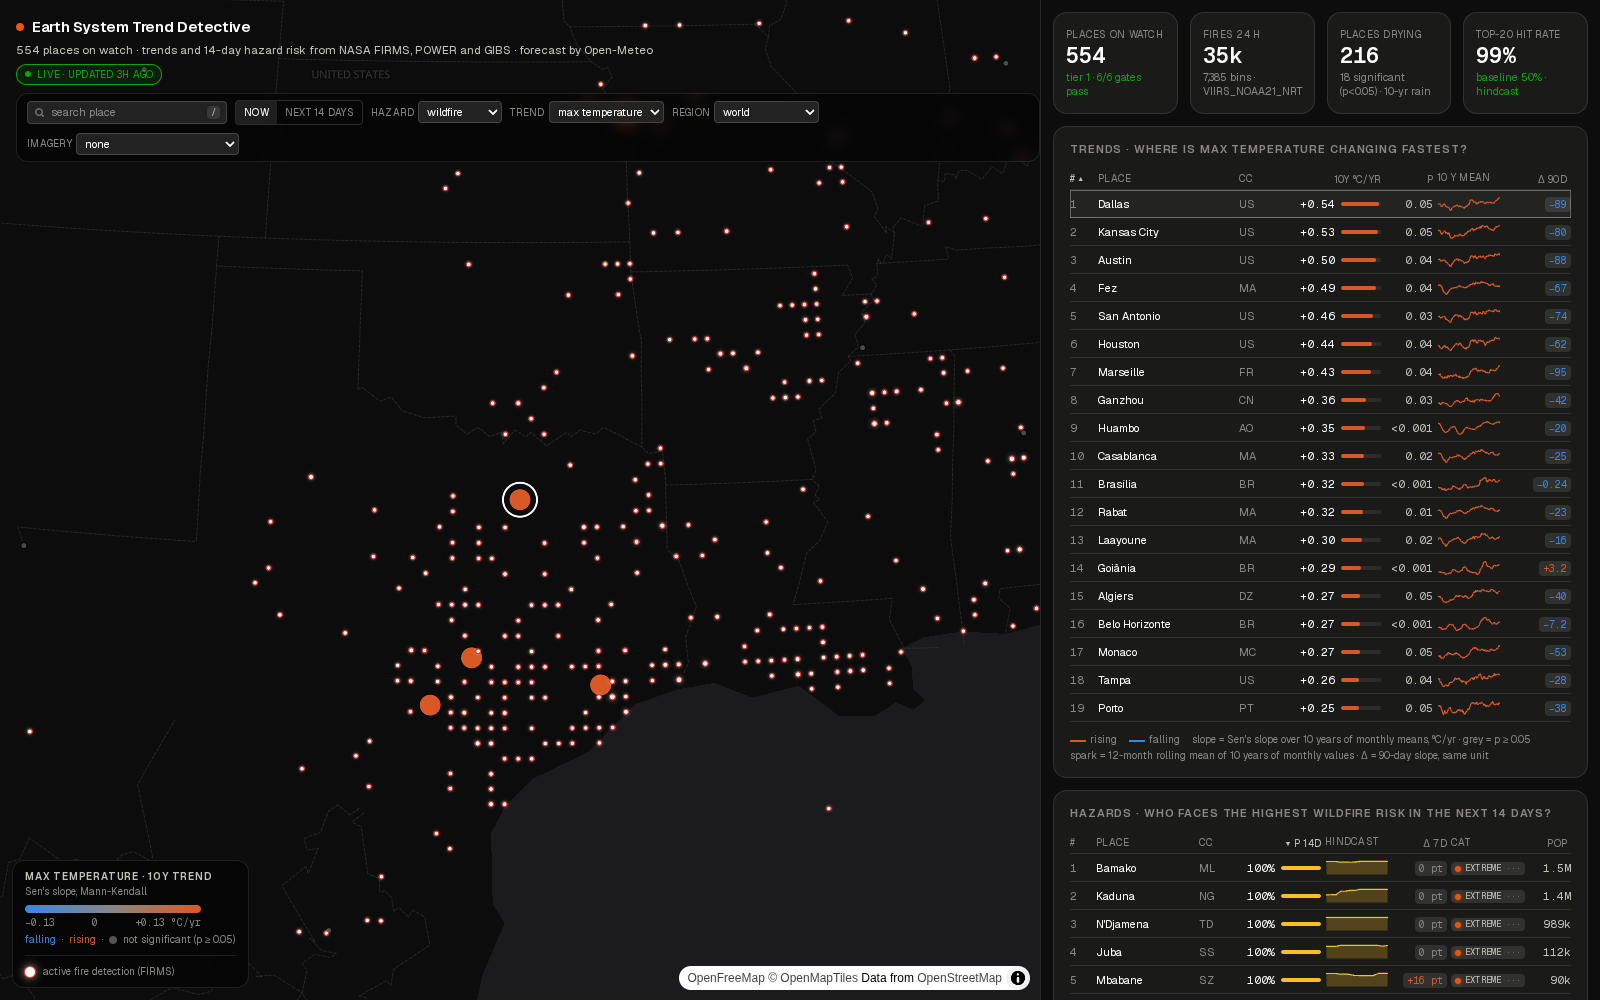 Earth System Trend Detective
554 places on watch · trends and 14-day hazard risk from NASA FIRMS, POWER and GIBS · forecast by Open-Meteo
LIVE · UPDATED 3H AGO
UNITED STATES
search place /
NOW NEXT 14 DAYS HAZARD wildfire TREND max temperature REGION world
IMAGERY none
MAX TEMPERATURE · 10Y TREND
Sen's slope, Mann-Kendall
−0.13 0 +0.13 °C/yr
falling · rising · not significant (p ≥ 0.05)
active fire detection (FIRMS)
OpenFreeMap © OpenMapTiles Data from OpenStreetMap
PLACES ON WATCH
554
tier 1 · 6/6 gates
pass
FIRES 24 H
35k
7,385 bins ·
VIIRS_NOAA21_NRT
PLACES DRYING
216
18 significant
(p<0.05) · 10-yr rain
TOP-20 HIT RATE
99%
baseline 50% ·
hindcast
TRENDS · WHERE IS MAX TEMPERATURE CHANGING FASTEST?
# ▲ PLACE CC 10Y °C/YR P 10 Y MEAN Δ 90D
1 Dallas US +0.54 0.05 −89
2 Kansas City US +0.53 0.05 −80
3 Austin US +0.50 0.04 −88
4 Fez MA +0.49 0.04 −67
5 San Antonio US +0.46 0.03 −74
6 Houston US +0.44 0.04 −62
7 Marseille FR +0.43 0.04 −95
8 Ganzhou CN +0.36 0.03 −42
9 Huambo AO +0.35 <0.001 −20
10 Casablanca MA +0.33 0.02 −25
11 Brasília BR +0.32 <0.001 −0.24
12 Rabat MA +0.32 0.01 −23
13 Laayoune MA +0.30 0.02 −16
14 Goiânia BR +0.29 <0.001 +3.2
15 Algiers DZ +0.27 0.05 −40
16 Belo Horizonte BR +0.27 <0.001 −7.2
17 Monaco MC +0.27 0.05 −53
18 Tampa US +0.26 0.04 −28
19 Porto PT +0.25 0.05 −38
rising falling slope = Sen's slope over 10 years of monthly means, °C/yr · grey = p ≥ 0.05
spark = 12-month rolling mean of 10 years of monthly values · Δ = 90-day slope, same unit
HAZARDS · WHO FACES THE HIGHEST WILDFIRE RISK IN THE NEXT 14 DAYS?
# PLACE CC ▼ P 14D HINDCAST Δ 7D CAT POP
1 Bamako ML 100% 0 pt EXTREME ··· 1.5M
2 Kaduna NG 100% 0 pt EXTREME ··· 1.4M
3 N'Djamena TD 100% 0 pt EXTREME ··· 989k
4 Juba SS 100% 0 pt EXTREME ··· 112k
5 Mbabane SZ 100% +16 pt EXTREME ··· 90k